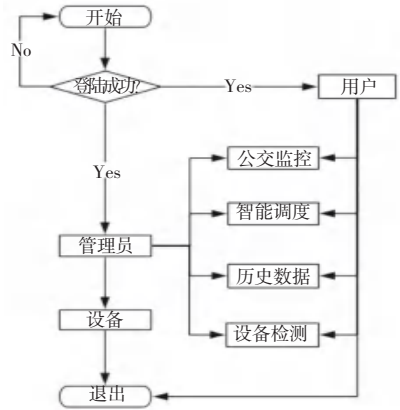 开始
No
登陆成功?
Yes
用户
公交监控
Yes
智能调度
管理员
历史数据
设备
设备检测
退出